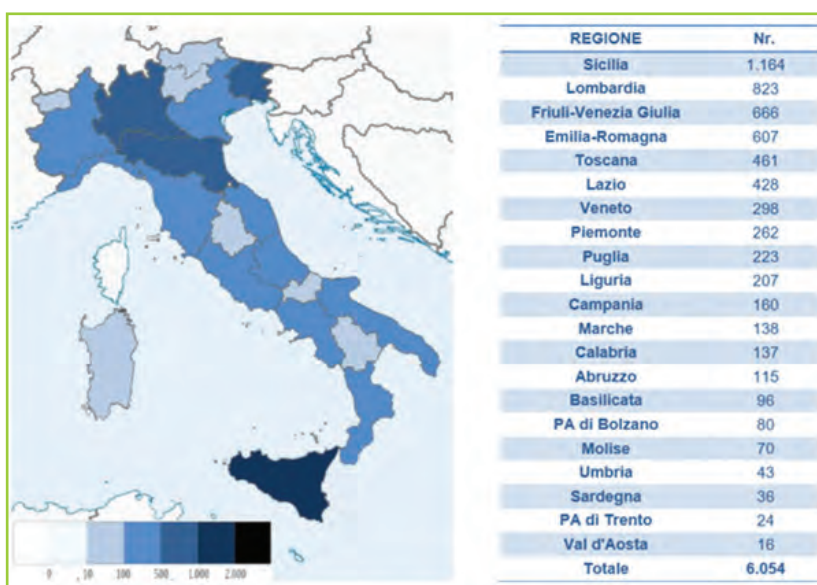 REGIONE Nr.
Sicilia 1.164
Lombardia 823
Friuli-Venezia Giulia 666
Emilia-Romagna 607
Toscana 461
Lazio 428
Veneto 298
Piemonte 262
Puglia 223
Liguria 207
Campania 160
Marche 138
Calabria 137
Abruzzo 115
Basilicata 96
PA di Bolzano 80
Molise 70
Umbria 43
Sardegna 36
PA di Trento 24
Val d'Aosta 16
Totale 6.054
0 10 100 500 1.000 2.000